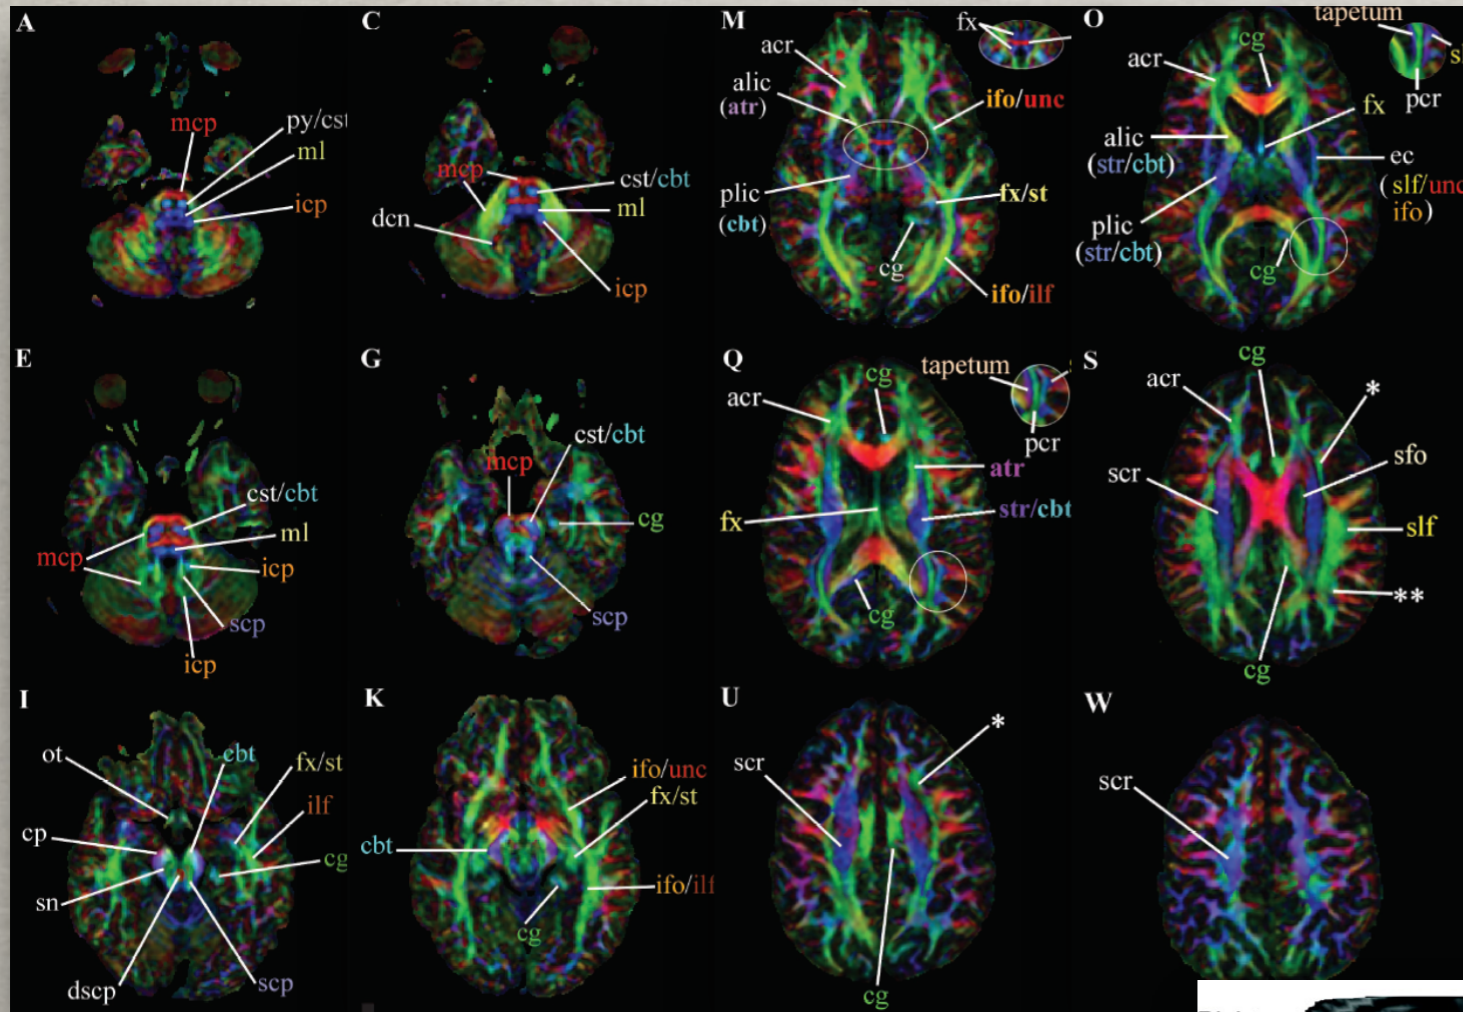 A
mcp
py/cst
ml
icp
C
mcp
cst/cbt
ml
dcn
icp
M
fx
acr
alic
(atr)
ifo/unc
plic
(cbt)
fx/st
cg
ifo/ilf
O
tapetum
cg
acr
pcr
fx
alic
(str/cbt)
ec
(slf/unc
ifo)
plic
(str/cbt)
cg
E
cst/cbt
ml
mcp
icp
scp
icp
G
cst/cbt
mcp
cg
scp
Q
tapetum
cg
acr
pcr
atr
fx
str/cbt
cg
S
cg
acr
*
scr
sfo
slf
**
cg
I
ot
cbt
fx/st
ilf
cp
cg
sn
dscp
scp
K
ifo/unc
fx/st
cbt
ifo/ilf
cg
U
*
scr
cg
W
scr